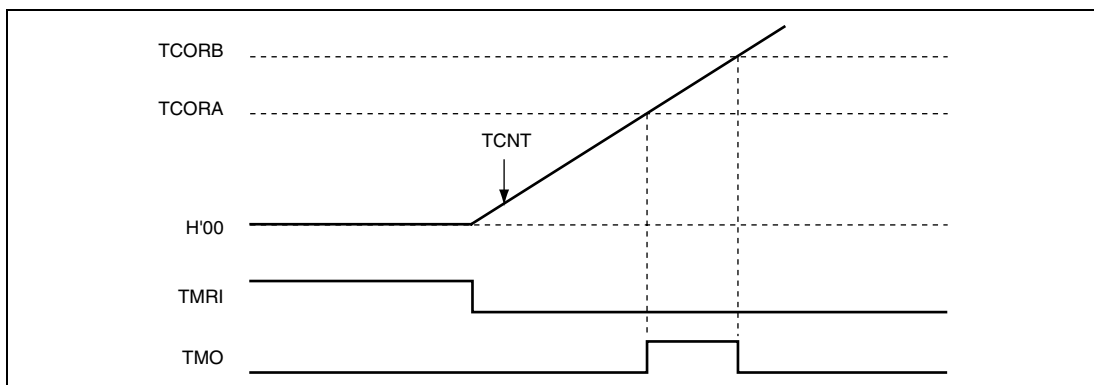 TCORB
TCORA
TCNT
H'00
TMRI
TMO